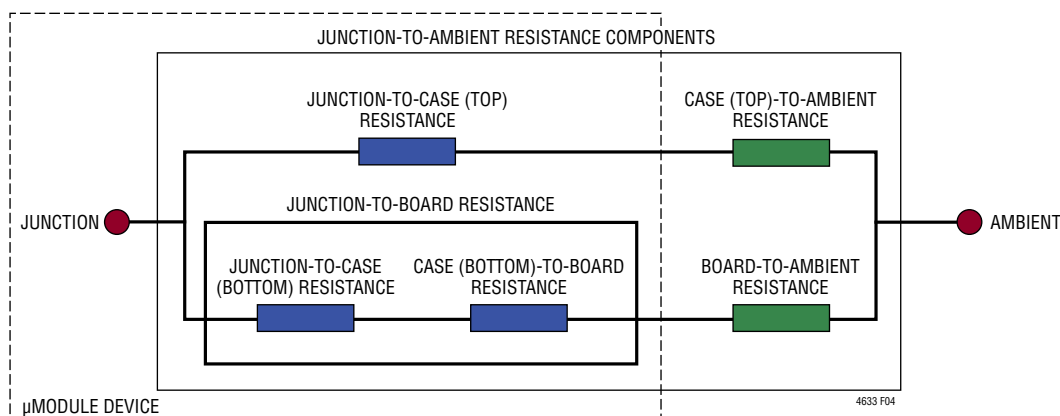 JUNCTION-TO-AMBIENT RESISTANCE COMPONENTS
JUNCTION-TO-CASE (TOP)
RESISTANCE
CASE (TOP)-TO-AMBIENT
RESISTANCE
JUNCTION
JUNCTION-TO-BOARD RESISTANCE
AMBIENT
JUNCTION-TO-CASE
(BOTTOM) RESISTANCE
CASE (BOTTOM)-TO-BOARD
RESISTANCE
BOARD-TO-AMBIENT
RESISTANCE
4633 F04
µMODULE DEVICE